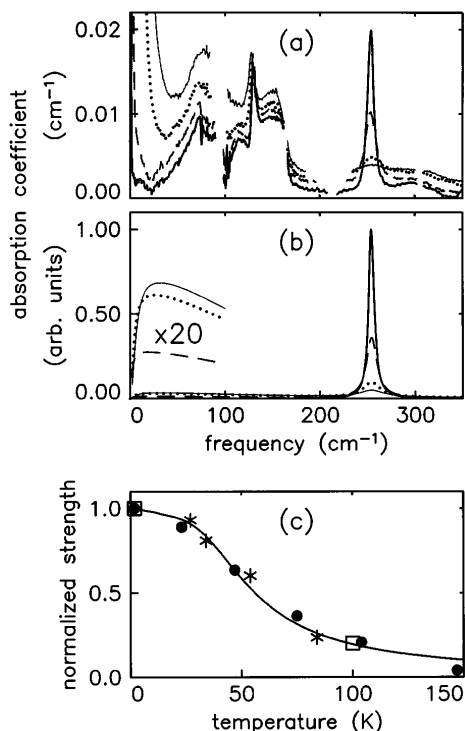 0.02
(a)
0.01
0.00
absorption coefficient
(cm⁻¹)
1.00
(b)
0.50
x20
0.00
(arb. units)
0 100 200 300
frequency (cm⁻¹)
1.0
(c)
0.5
0.0
normalized strength
0 50 100 150
temperature (K)